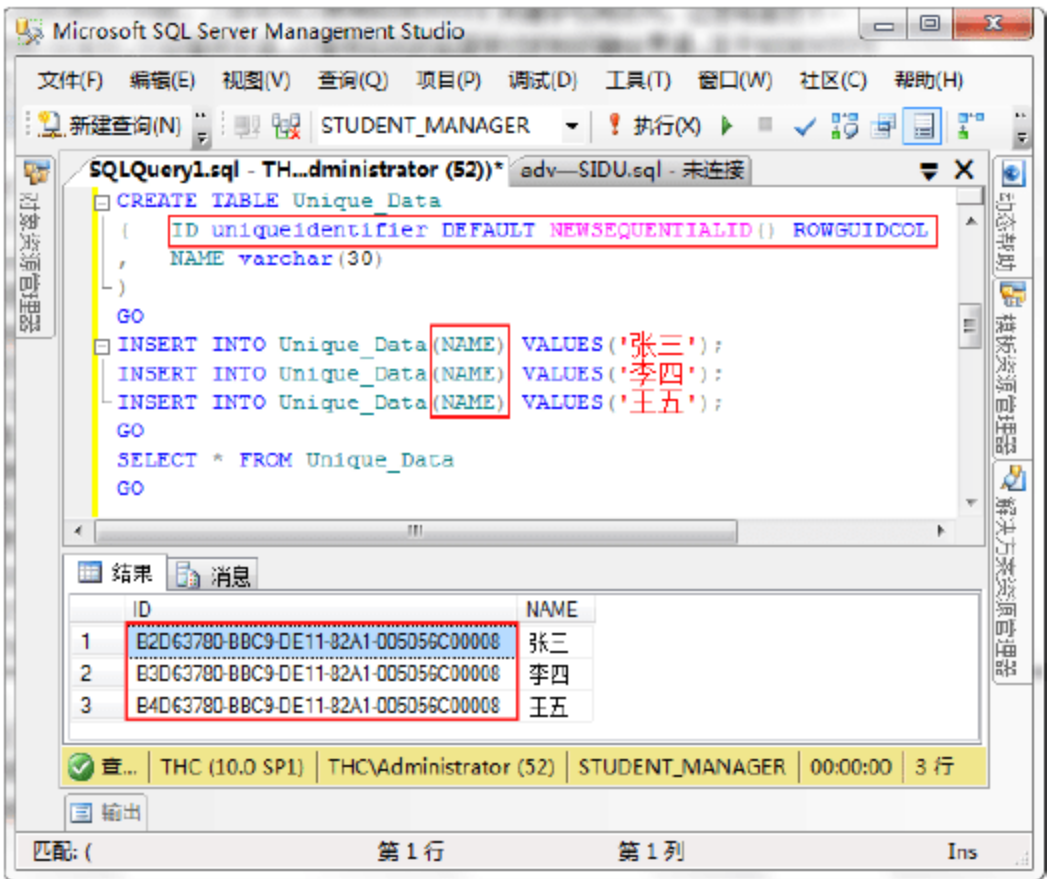 Microsoft SQL Server Management Studio
文件(F) 编辑(E) 视图(V) 查询(Q) 项目(P) 调试(D) 工具(T) 窗口(W) 社区(C) 帮助(H)
新建查询(N) STUDENT_MANAGER 执行(X)
SQLQuery1.sql - TH...dministrator (52))* adv—SIDU.sql - 未连接
对象资源管理器
CREATE TABLE Unique_Data
( ID uniqueidentifier DEFAULT NEWSEQUENTIALID() ROWGUIDCOL
, NAME varchar(30)
)
GO
INSERT INTO Unique_Data(NAME) VALUES('张三');
INSERT INTO Unique_Data(NAME) VALUES('李四');
INSERT INTO Unique_Data(NAME) VALUES('王五');
GO
SELECT * FROM Unique_Data
GO
动态帮助
模板资源管理器
解决方案资源管理器
结果 消息
ID NAME
1 B2D63780-BBC9-DE11-82A1-005056C00008 张三
2 B3D63780-BBC9-DE11-82A1-005056C00008 李四
3 B4D63780-BBC9-DE11-82A1-005056C00008 王五
查... THC (10.0 SP1) THC\Administrator (52) STUDENT_MANAGER 00:00:00 3 行
输出
匹配: ( 第 1 行 第 1 列 Ins